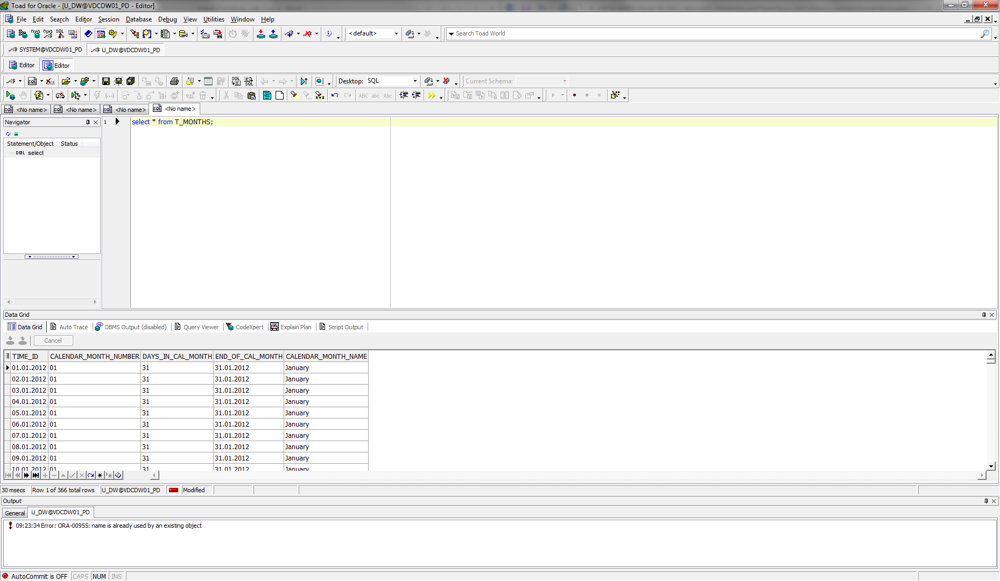 Toad for Oracle - [U_DW@VDCDW01_PD - Editor]
File Edit Search Editor Session Database Debug View Utilities Window Help
<default> Search Toad World
SYSTEM@VDCDW01_PD U_DW@VDCDW01_PD
Editor Editor
Desktop: SQL Current Schema:
<No name> <No name> <No name> <No name>
Navigator
1 select * from T_MONTHS;
Statement/Object Status
DML select
Data Grid
Data Grid Auto Trace DBMS Output (disabled) Query Viewer CodeXpert Explain Plan Script Output
Cancel
TIME_ID CALENDAR_MONTH_NUMBER DAYS_IN_CAL_MONTH END_OF_CAL_MONTH CALENDAR_MONTH_NAME
01.01.2012 01 31 31.01.2012 January
02.01.2012 01 31 31.01.2012 January
03.01.2012 01 31 31.01.2012 January
04.01.2012 01 31 31.01.2012 January
05.01.2012 01 31 31.01.2012 January
06.01.2012 01 31 31.01.2012 January
07.01.2012 01 31 31.01.2012 January
08.01.2012 01 31 31.01.2012 January
09.01.2012 01 31 31.01.2012 January
10.01.2012 01 31 31.01.2012 January
30 msecs Row 1 of 366 total rows U_DW@VDCDW01_PD Modified
Output
General U_DW@VDCDW01_PD
09:23:34 Error: ORA-00955: name is already used by an existing object
AutoCommit is OFF CAPS NUM INS